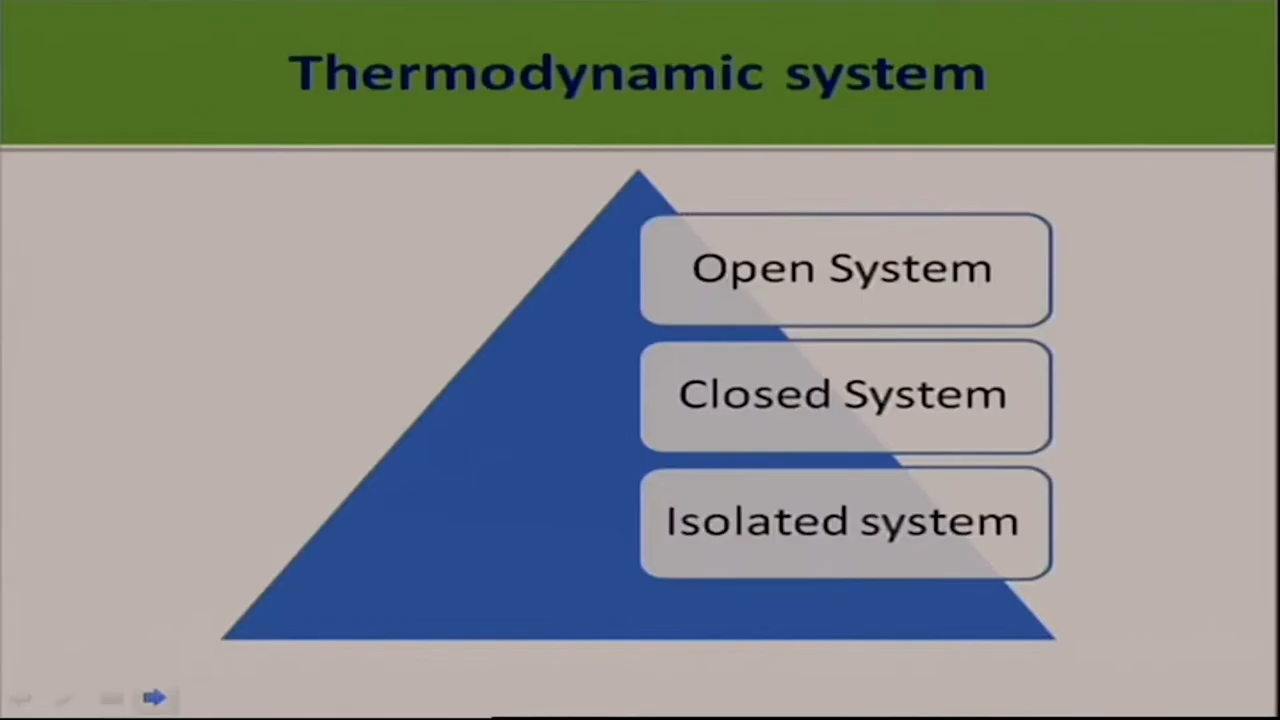 Thermodynamic system
Open System
Closed System
Isolated system